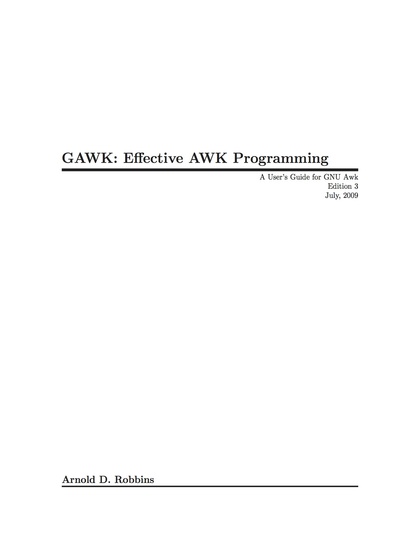 GAWK: Effective AWK Programming
A User's Guide for GNU Awk
Edition 3
July, 2009
Arnold D. Robbins